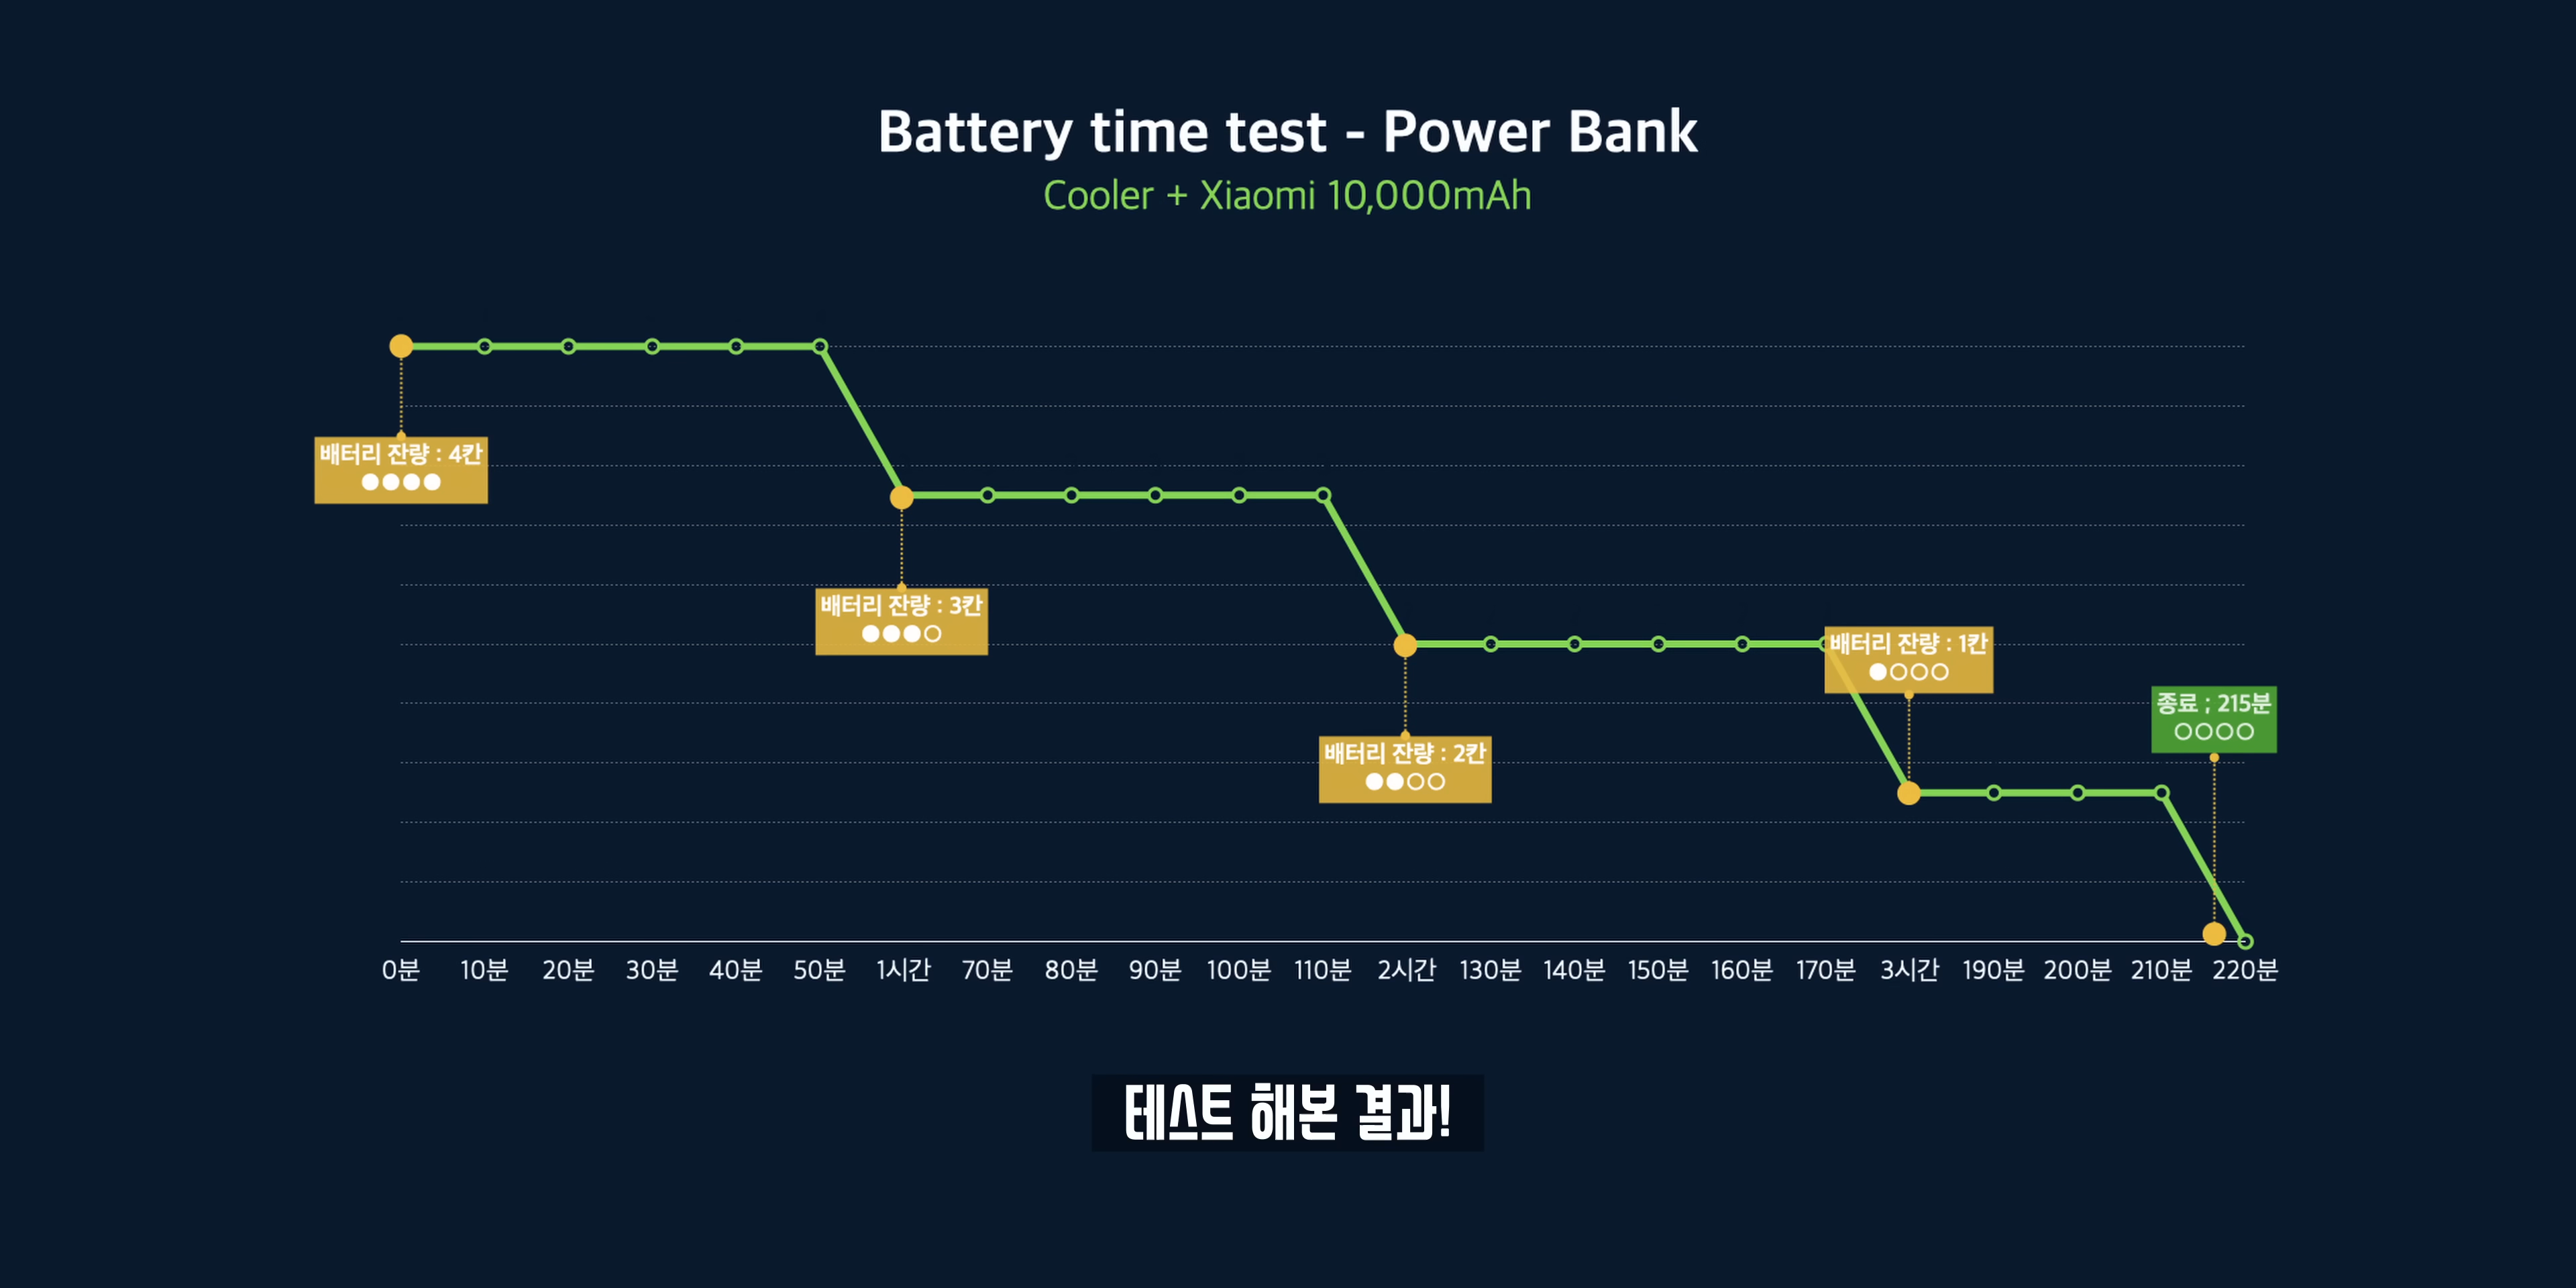 Battery time test - Power Bank
Cooler + Xiaomi 10,000mAh
배터리 잔량 : 4칸
배터리 잔량 : 3칸
배터리 잔량 : 2칸
배터리 잔량 : 1칸
종료 ; 215분
0분 10분 20분 30분 40분 50분 1시간 70분 80분 90분 100분 110분 2시간 130분 140분 150분 160분 170분 3시간 190분 200분 210분 220분
테스트 해본 결과!